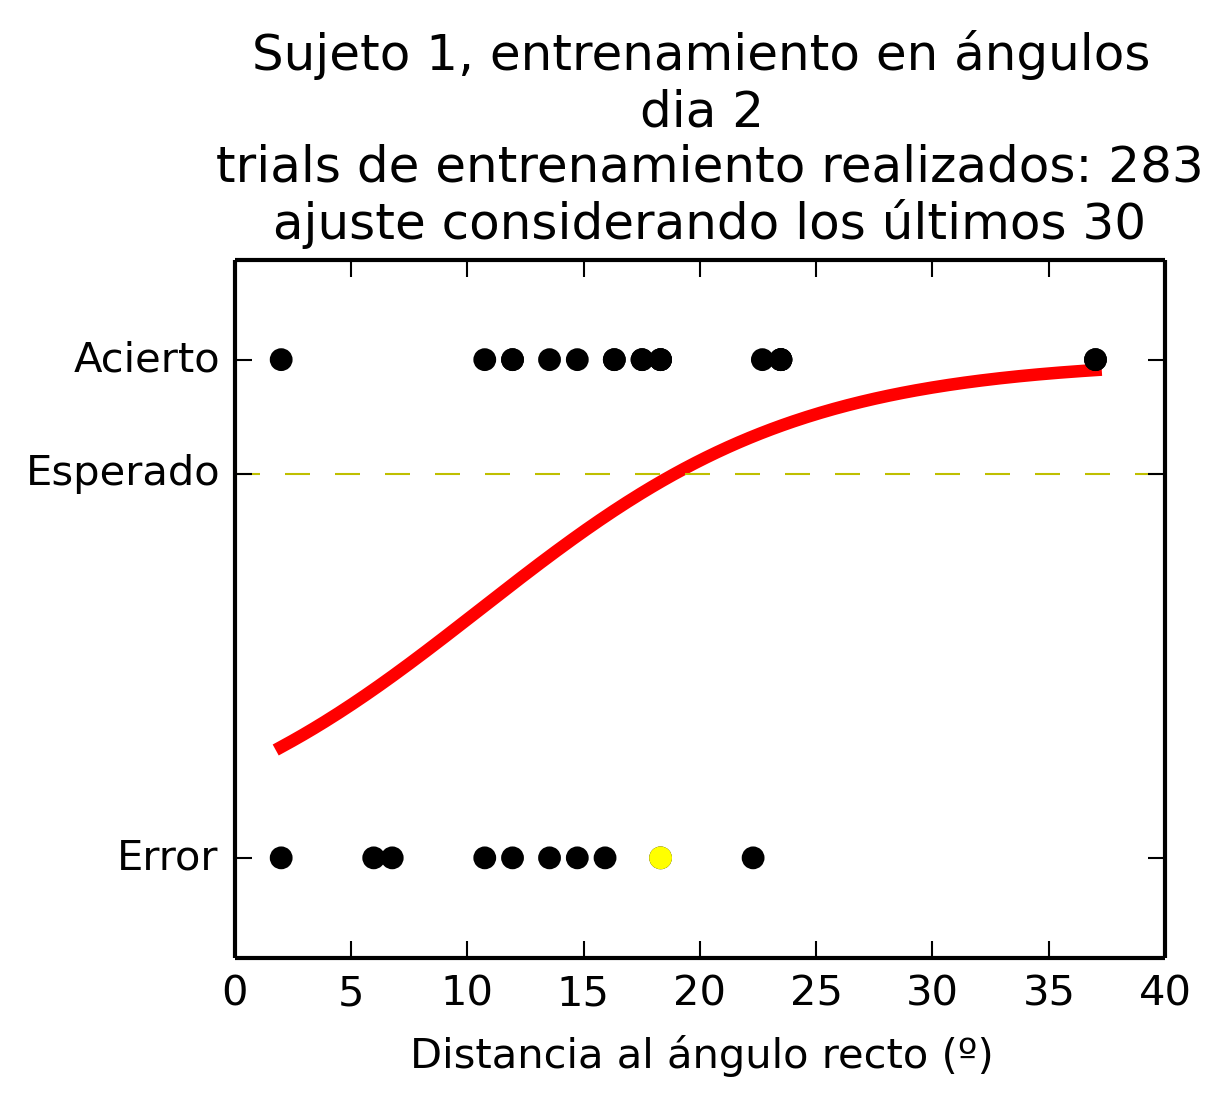 Sujeto 1, entrenamiento en ángulos
dia 2
trials de entrenamiento realizados: 283
ajuste considerando los últimos 30
Acierto
Esperado
Error
0 5 10 15 20 25 30 35 40
Distancia al ángulo recto (º)